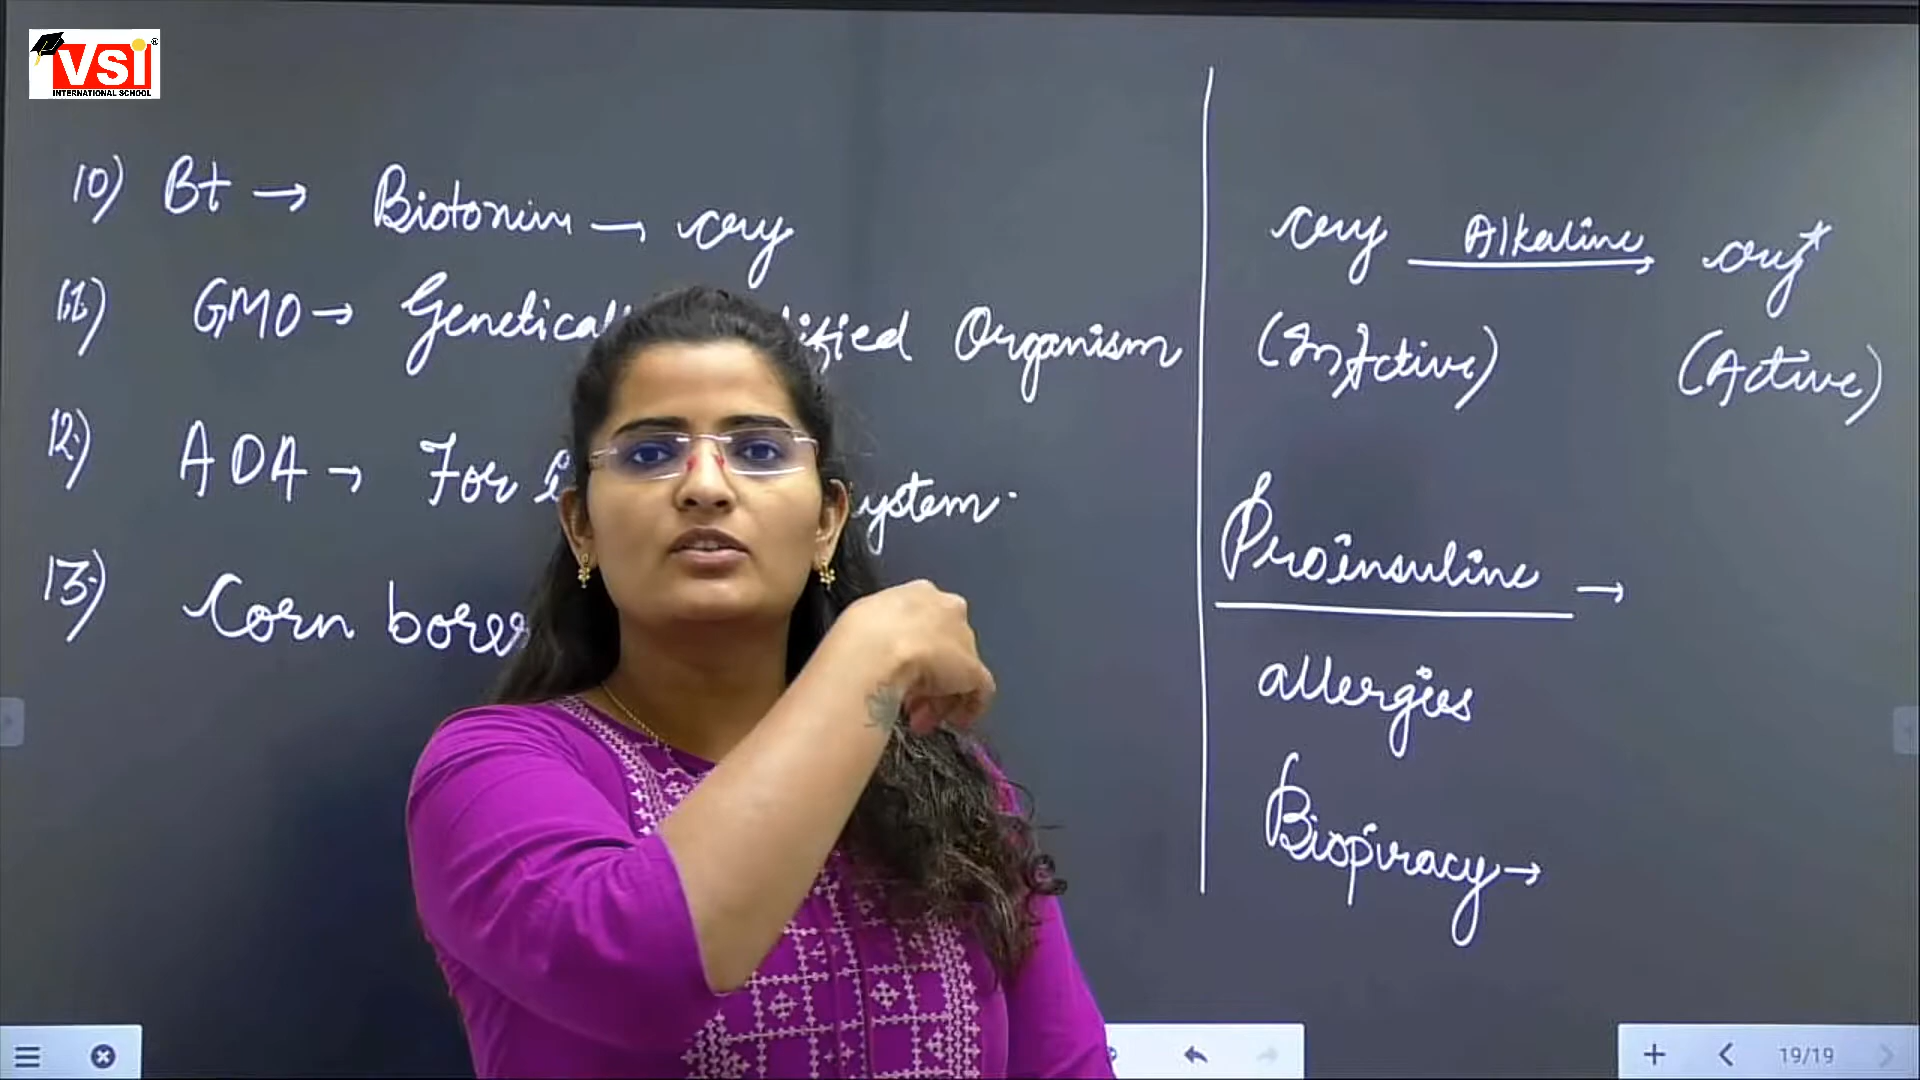 VSI
INTERNATIONAL SCHOOL
10) Bt → Biotoxin → cry
11) GMO → Genetical ified Organism
12) ADA → For ystem.
13) Corn borer
cry Alkaline → cry*
(InActive) (Active)
Proinsuline →
allergies
Biopiracy →
19/19